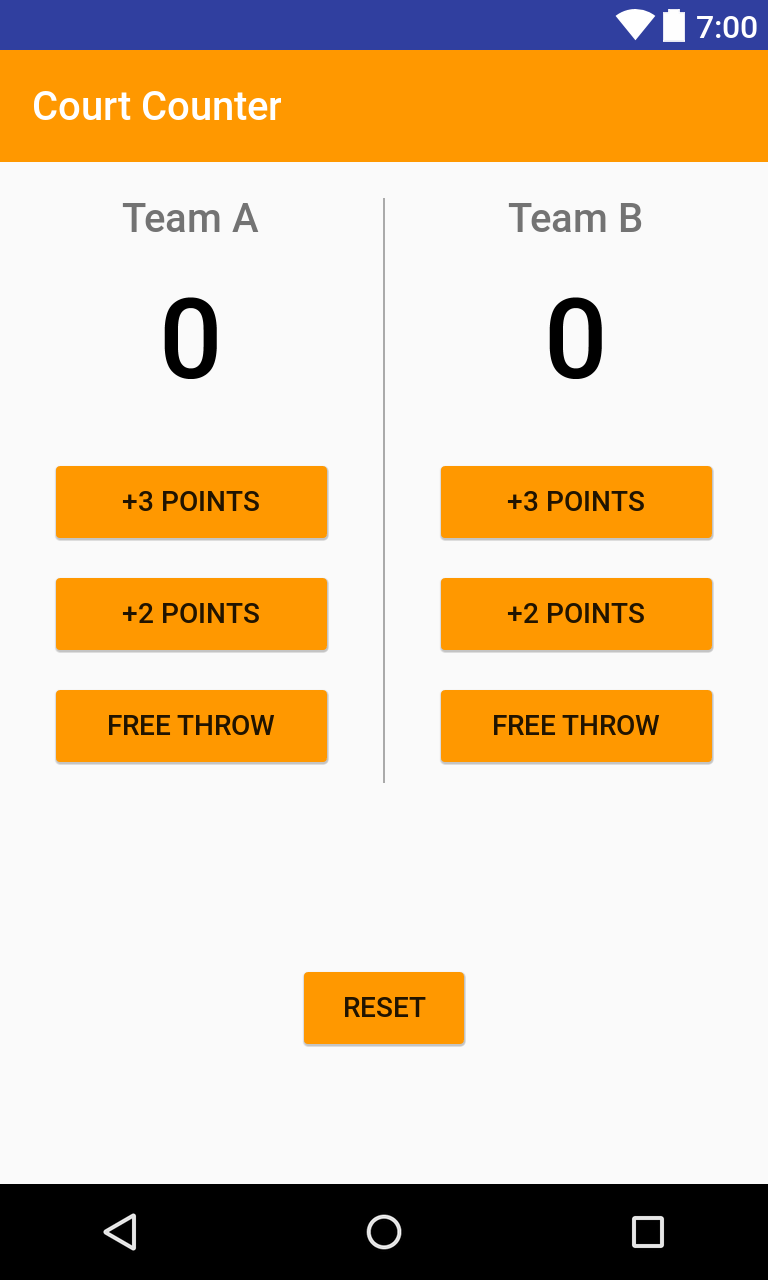 7:00
Court Counter
Team A
0
+3 POINTS
+2 POINTS
FREE THROW
Team B
0
+3 POINTS
+2 POINTS
FREE THROW
RESET